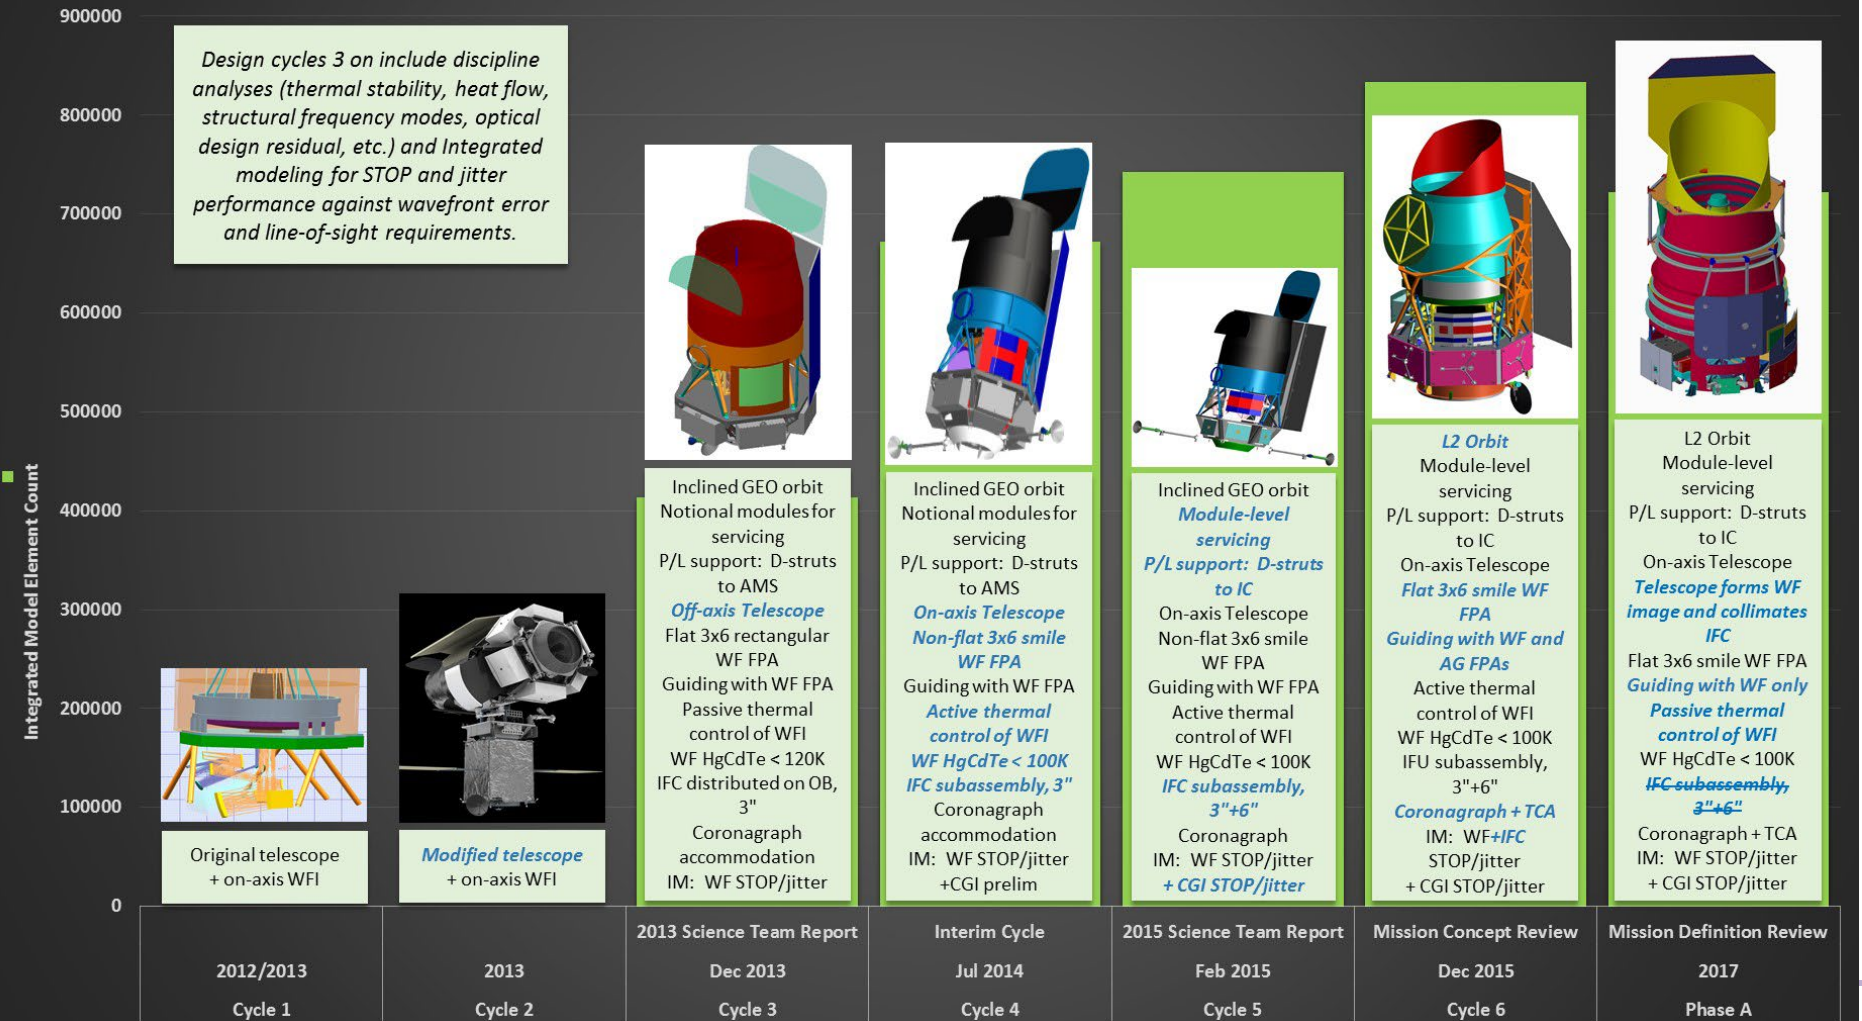 900000
800000
700000
600000
500000
400000
300000
200000
100000
0
Integrated Model Element Count
Design cycles 3 on include discipline
analyses (thermal stability, heat flow,
structural frequency modes, optical
design residual, etc.) and Integrated
modeling for STOP and jitter
performance against wavefront error
and line-of-sight requirements.
Original telescope
+ on-axis WFI
Modified telescope
+ on-axis WFI
Inclined GEO orbit
Notional modules for
servicing
P/L support: D-struts
to AMS
Off-axis Telescope
Flat 3x6 rectangular
WF FPA
Guiding with WF FPA
Passive thermal
control of WFI
WF HgCdTe < 120K
IFC distributed on OB,
3"
Coronagraph
accommodation
IM: WF STOP/jitter
Inclined GEO orbit
Notional modules for
servicing
P/L support: D-struts
to AMS
On-axis Telescope
Non-flat 3x6 smile
WF FPA
Guiding with WF FPA
Active thermal
control of WFI
WF HgCdTe < 100K
IFC subassembly, 3"
Coronagraph
accommodation
IM: WF STOP/jitter
+CGI prelim
Inclined GEO orbit
Module-level
servicing
P/L support: D-struts
to IC
On-axis Telescope
Non-flat 3x6 smile
WF FPA
Guiding with WF FPA
Active thermal
control of WFI
WF HgCdTe < 100K
IFC subassembly,
3"+6"
Coronagraph
IM: WF STOP/jitter
+ CGI STOP/jitter
L2 Orbit
Module-level
servicing
P/L support: D-struts
to IC
On-axis Telescope
Flat 3x6 smile WF
FPA
Guiding with WF and
AG FPAs
Active thermal
control of WFI
WF HgCdTe < 100K
IFU subassembly,
3"+6"
Coronagraph + TCA
IM: WF+IFC
STOP/jitter
+ CGI STOP/jitter
L2 Orbit
Module-level
servicing
P/L support: D-struts
to IC
On-axis Telescope
Telescope forms WF
image and collimates
IFC
Flat 3x6 smile WF FPA
Guiding with WF only
Passive thermal
control of WFI
WF HgCdTe < 100K
IFC subassembly,
3"+6"
Coronagraph + TCA
IM: WF STOP/jitter
+ CGI STOP/jitter
2012/2013
Cycle 1
2013
Cycle 2
2013 Science Team Report
Dec 2013
Cycle 3
Interim Cycle
Jul 2014
Cycle 4
2015 Science Team Report
Feb 2015
Cycle 5
Mission Concept Review
Dec 2015
Cycle 6
Mission Definition Review
2017
Phase A